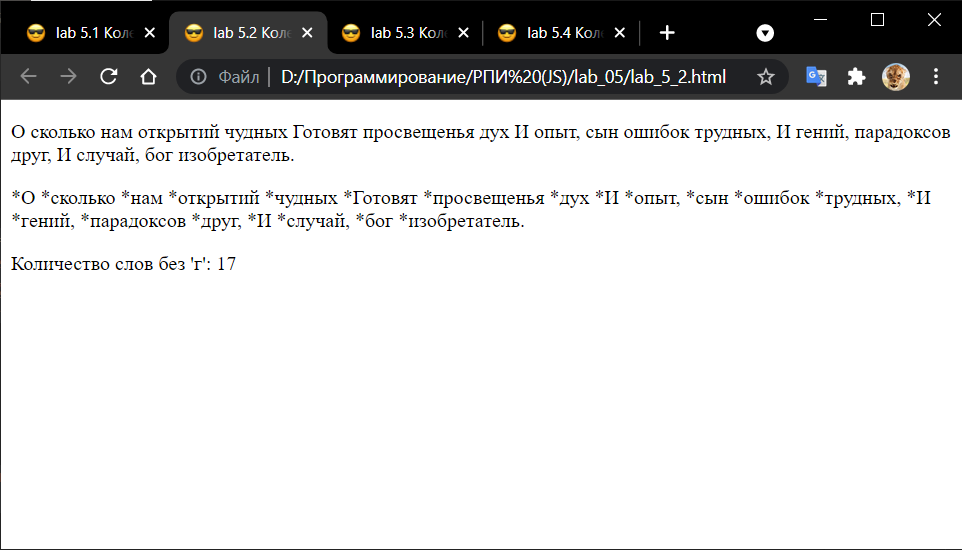 lab 5.1 Коле
lab 5.2 Коле
lab 5.3 Коле
lab 5.4 Коле
Файл
D:/Программирование/РПИ%20(JS)/lab_05/lab_5_2.html
О сколько нам открытий чудных Готовят просвещенья дух И опыт, сын ошибок трудных, И гений, парадоксов
друг, И случай, бог изобретатель.
*О *сколько *нам *открытий *чудных *Готовят *просвещенья *дух *И *опыт, *сын *ошибок *трудных, *И
*гений, *парадоксов *друг, *И *случай, *бог *изобретатель.
Количество слов без 'г': 17